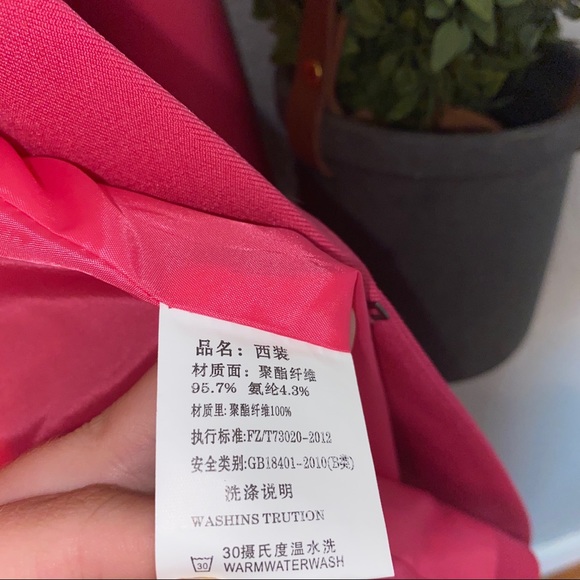 品名：西装
材质面：聚酯纤维
95.7% 氨纶4.3%
材质里:聚酯纤维100%
执行标准:FZ/T73020-2012
安全类别:GB18401-2010(B类)
洗涤说明
WASHINS TRUTION
30 30摄氏度温水洗
WARMWATERWASH